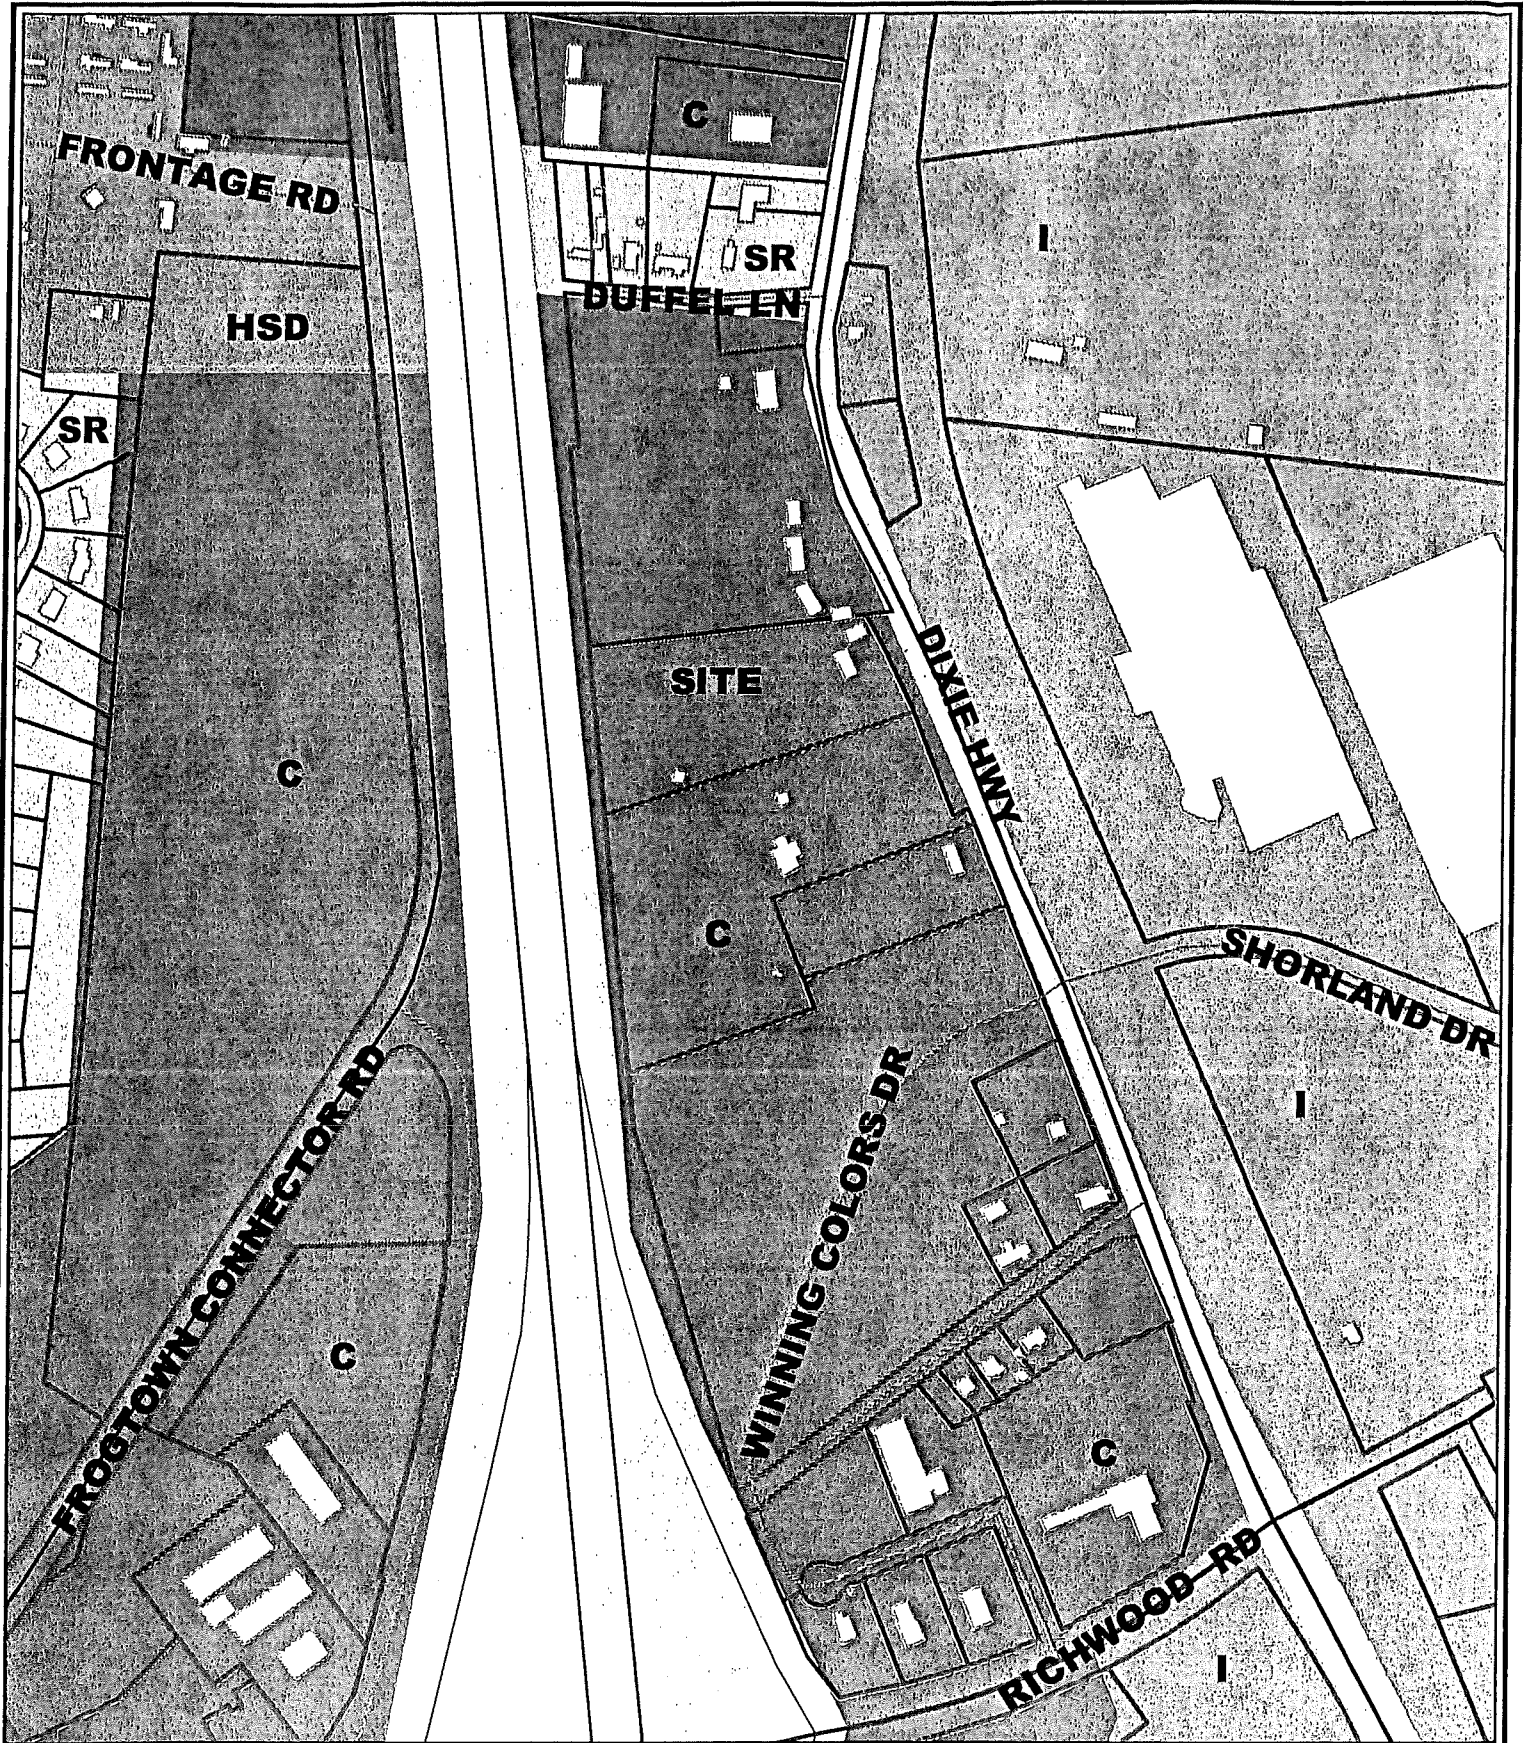 C
FRONTAGE RD
I
SR
DUFFEL LN
HSD
SR
DIXIE HWY
SITE
C
C
SHORLAND DR
WINNING COLORS DR
FROGTOWN CONNECTOR RD
I
C
C
RICHWOOD RD
I